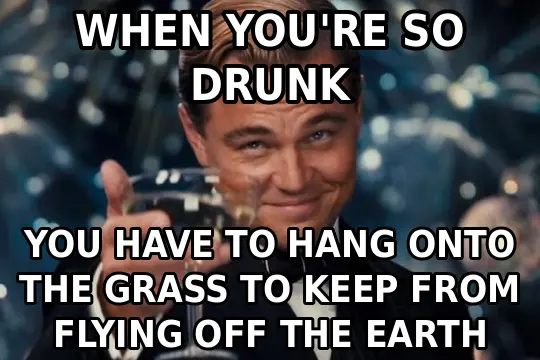 WHEN YOU'RE SO
DRUNK
YOU HAVE TO HANG ONTO
THE GRASS TO KEEP FROM
FLYING OFF THE EARTH